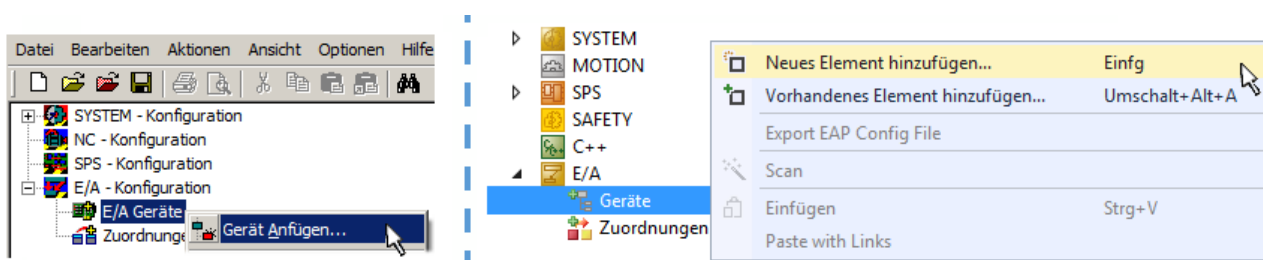 Datei Bearbeiten Aktionen Ansicht Optionen Hilfe
SYSTEM - Konfiguration
NC - Konfiguration
SPS - Konfiguration
E/A - Konfiguration
E/A Geräte
Gerät Anfügen...
Zuordnunge
SYSTEM
MOTION
SPS
SAFETY
C++
E/A
Geräte
Zuordnungen
Neues Element hinzufügen... Einfg
Vorhandenes Element hinzufügen... Umschalt+Alt+A
Export EAP Config File
Scan
Einfügen Strg+V
Paste with Links